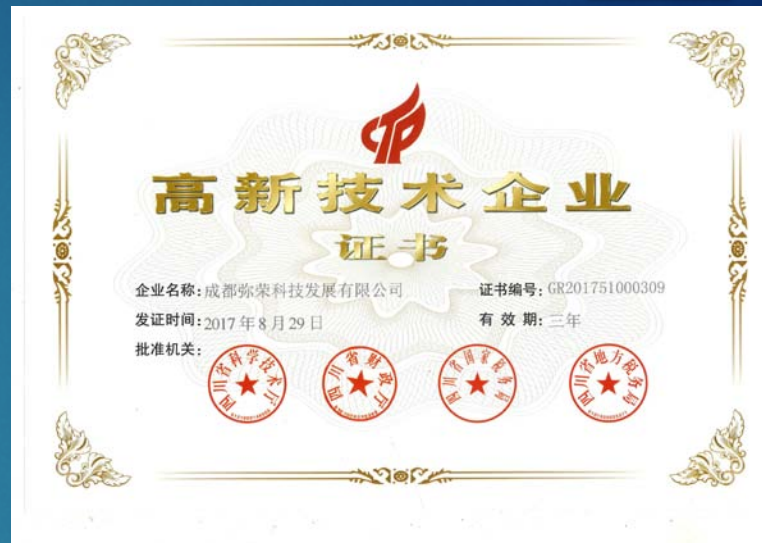 高新技术企业
证书
企业名称：成都弥荣科技发展有限公司 证书编号：GR201751000309
发证时间：2017年8月29日 有效期：三年
批准机关：
四川省科学技术厅
四川省财政厅
四川省国家税务局
四川省地方税务局